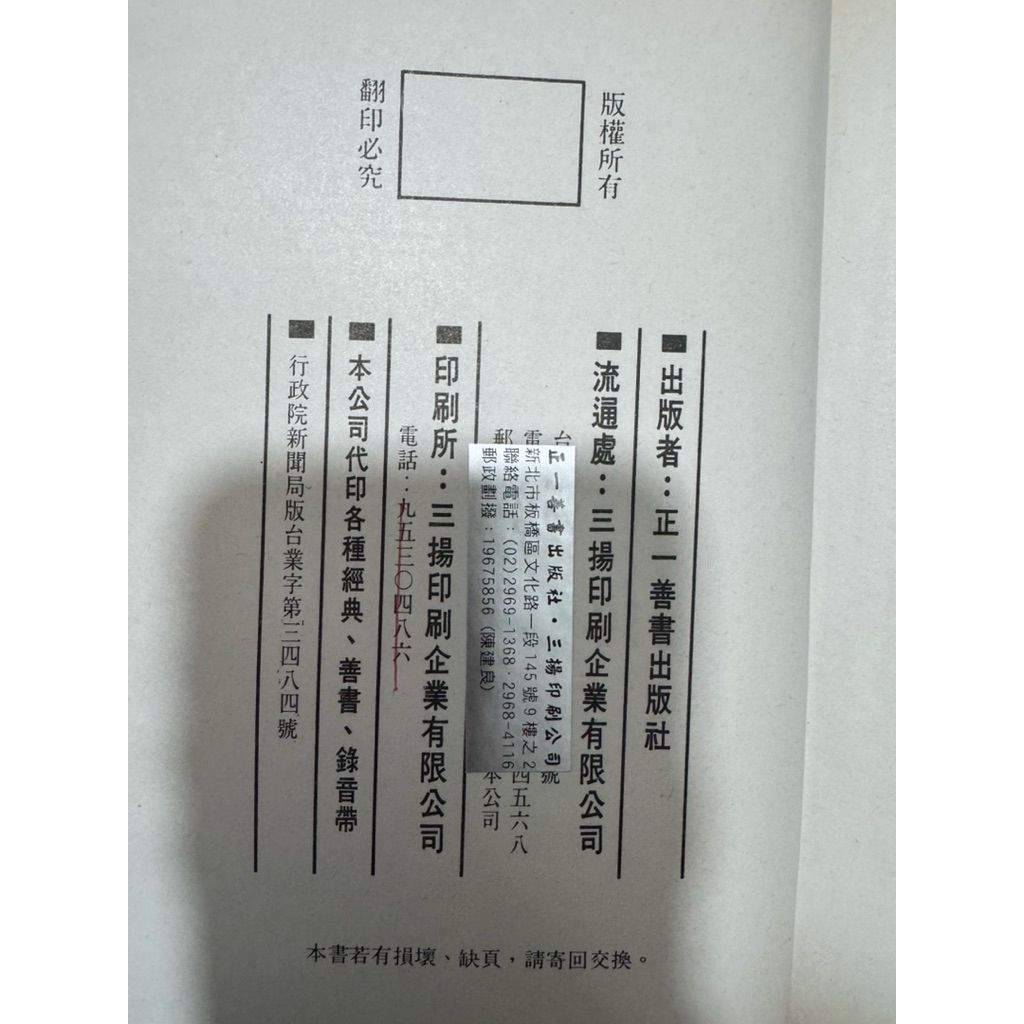 版權所有
翻印必究
■出版者：正一善書出版社
■流通處：三揚印刷企業有限公司
台
號
電
四五六八
郵
本公司
正一善書出版社・三揚印刷公司
新北市板橋區文化路一段145號9樓之2
聯絡電話：(02)2969-1368・2968-4116
郵政劃撥：19675856(陳建良)
■印刷所：三揚印刷企業有限公司
電話：九五三〇四八六
■本公司代印各種經典、善書、錄音帶
■行政院新聞局版台業字第三四八四號
本書若有損壞、缺頁，請寄回交換。